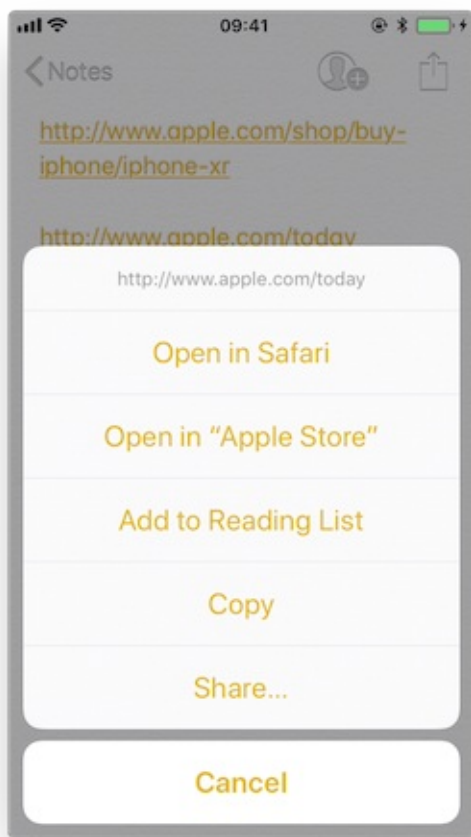 09:41
Notes
http://www.apple.com/shop/buy-
iphone/iphone-xr
http://www.apple.com/today
http://www.apple.com/today
Open in Safari
Open in “Apple Store”
Add to Reading List
Copy
Share...
Cancel